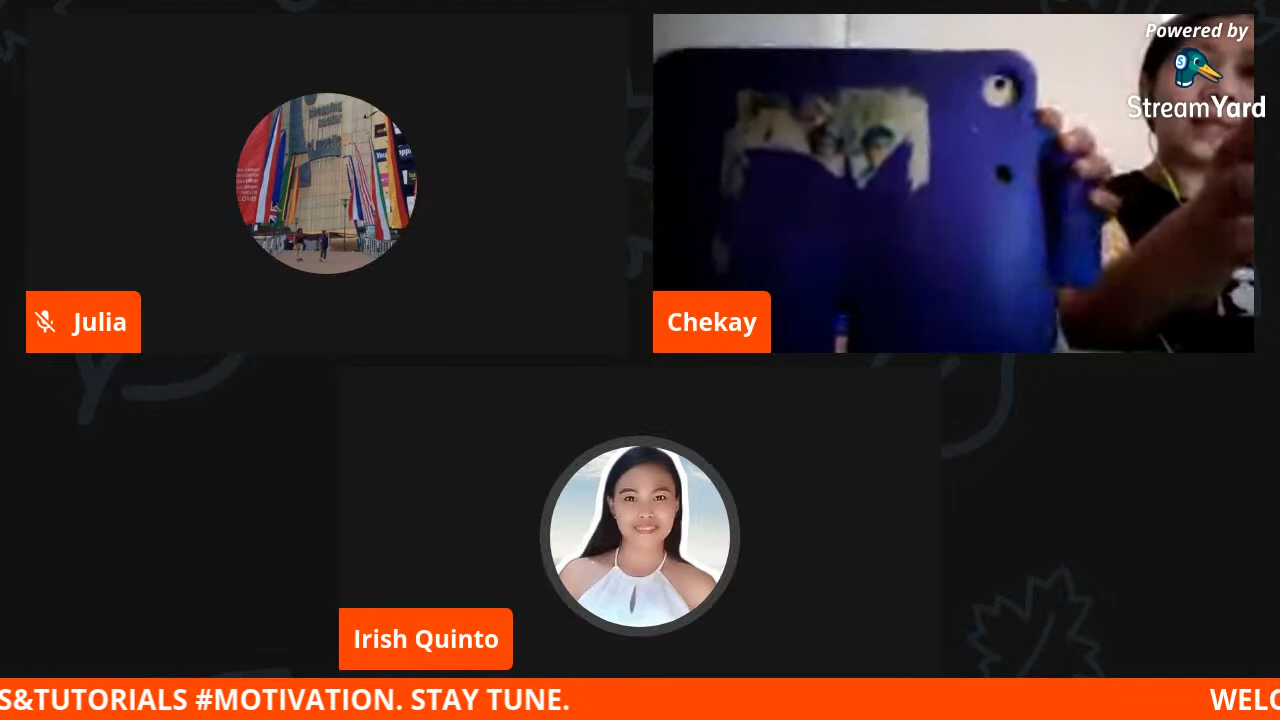 Powered by
StreamYard
Julia
Chekay
Irish Quinto
S&TUTORIALS #MOTIVATION. STAY TUNE.
WELC